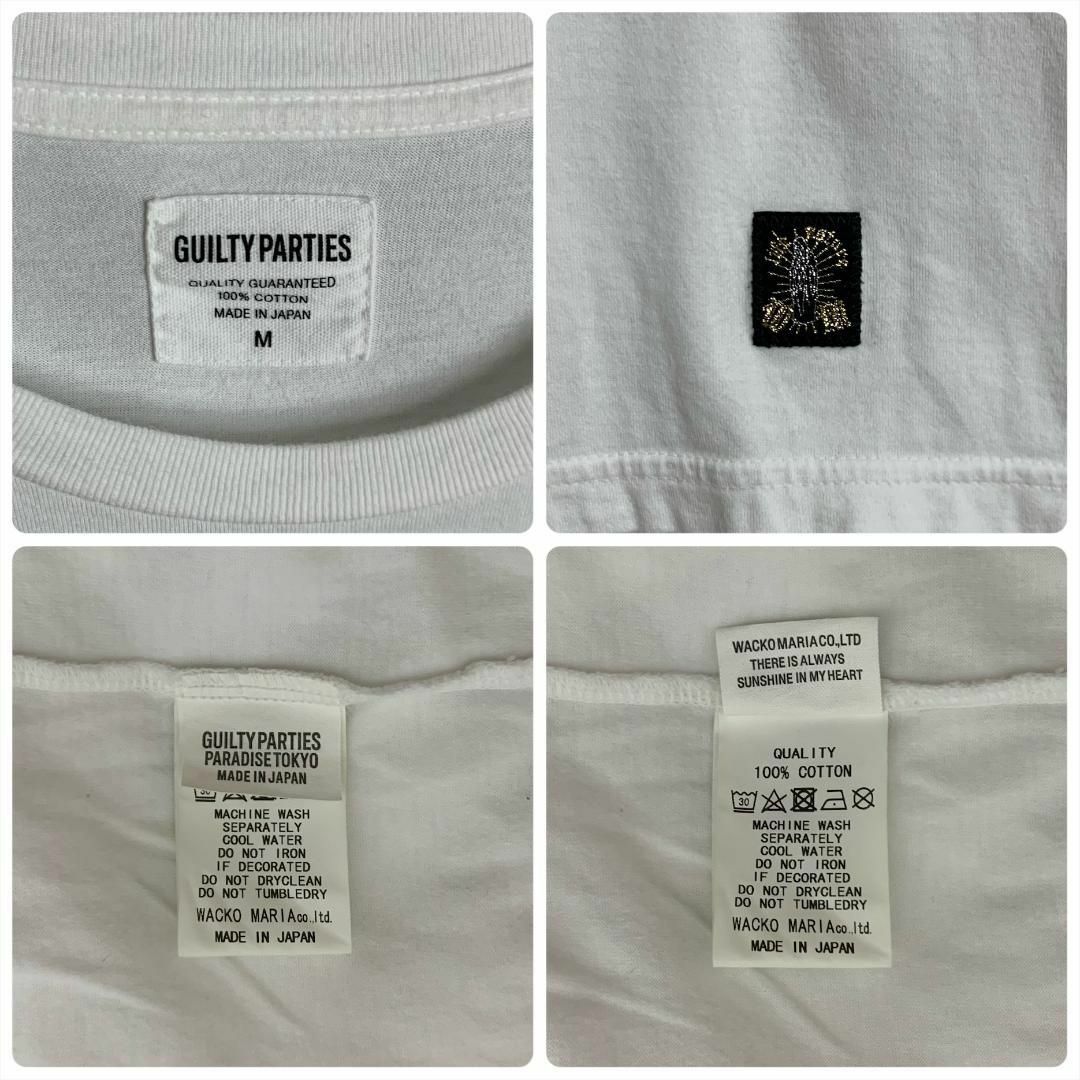 GUILTY PARTIES
QUALITY GUARANTEED
100% COTTON
MADE IN JAPAN
M
GUILTY PARTIES
PARADISE TOKYO
MADE IN JAPAN
30
MACHINE WASH
SEPARATELY
COOL WATER
DO NOT IRON
IF DECORATED
DO NOT DRYCLEAN
DO NOT TUMBLEDRY
WACKO MARIA co.,ltd.
MADE IN JAPAN
WACKO MARIA CO.,LTD
THERE IS ALWAYS
SUNSHINE IN MY HEART
QUALITY
100% COTTON
30
MACHINE WASH
SEPARATELY
COOL WATER
DO NOT IRON
IF DECORATED
DO NOT DRYCLEAN
DO NOT TUMBLEDRY
WACKO MARIA co.,ltd.
MADE IN JAPAN